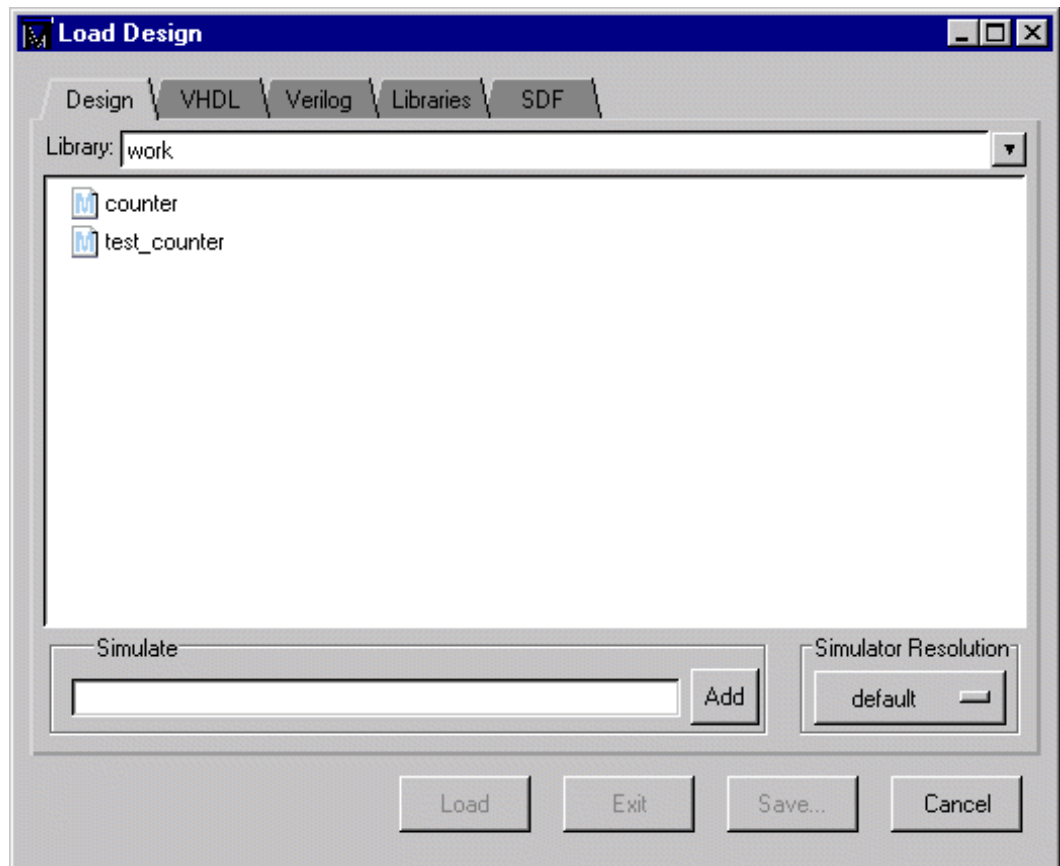 Load Design
Design VHDL Verilog Libraries SDF
Library: work
counter
test_counter
Simulate Simulator Resolution
Add default
Load Exit Save... Cancel